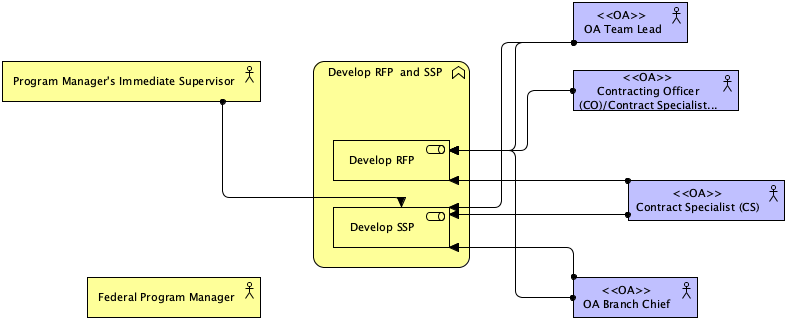 <<OA>>
OA Team Lead
Program Manager's Immediate Supervisor
Develop RFP  and SSP
<<OA>>
Contracting Officer
(CO)/Contract Specialist...
Develop RFP
<<OA>>
Contract Specialist (CS)
Develop SSP
Federal Program Manager
<<OA>>
OA Branch Chief